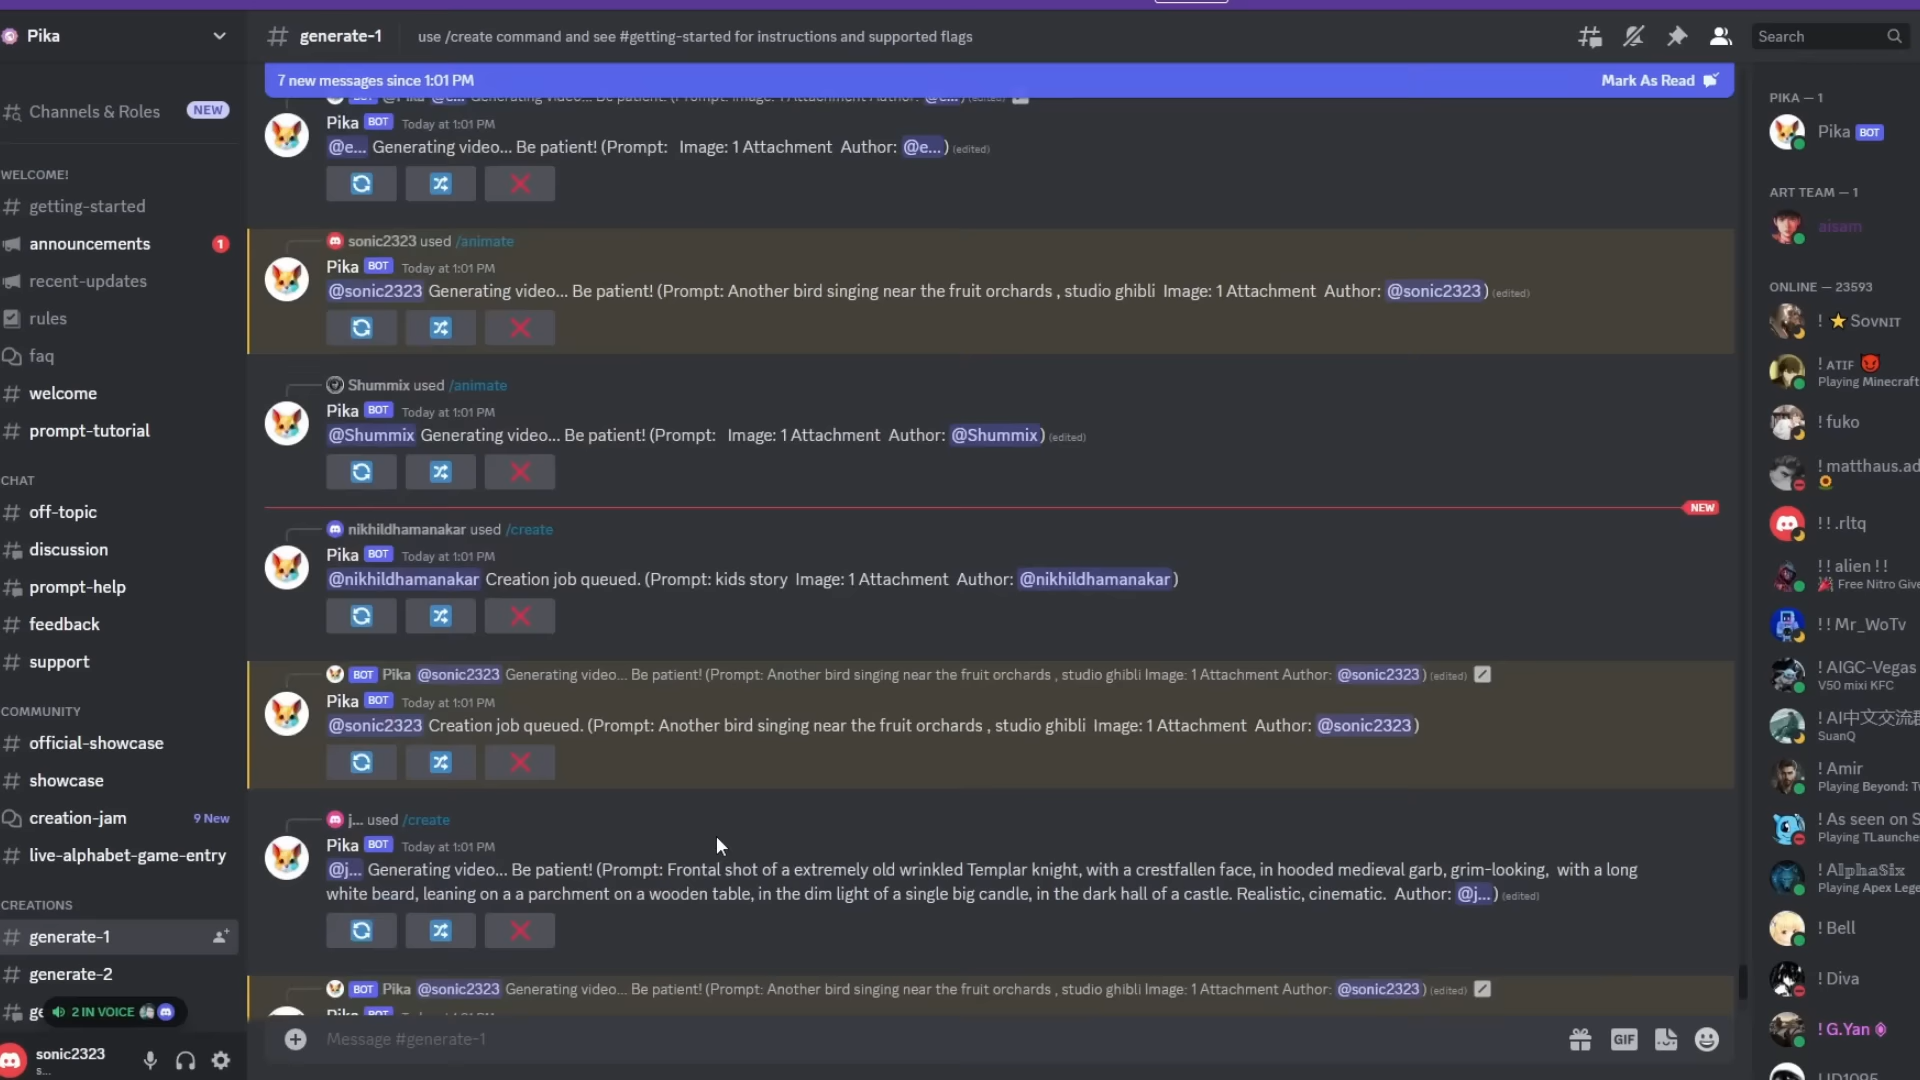 Pika
Channels & Roles NEW
WELCOME!
getting-started
announcements 1
recent-updates
rules
faq
welcome
prompt-tutorial
CHAT
off-topic
discussion
prompt-help
feedback
support
COMMUNITY
official-showcase
showcase
creation-jam 9 New
live-alphabet-game-entry
CREATIONS
generate-1
generate-2
ge
2 IN VOICE
sonic2323
s...
generate-1 use /create command and see #getting-started for instructions and supported flags
Search
7 new messages since 1:01 PM Mark As Read
Pika BOT Today at 1:01 PM
@e... Generating video... Be patient! (Prompt: Image: 1 Attachment Author: @e...) (edited)
sonic2323 used /animate
Pika BOT Today at 1:01 PM
@sonic2323 Generating video... Be patient! (Prompt: Another bird singing near the fruit orchards , studio ghibli Image: 1 Attachment Author: @sonic2323) (edited)
Shummix used /animate
Pika BOT Today at 1:01 PM
@Shummix Generating video... Be patient! (Prompt: Image: 1 Attachment Author: @Shummix) (edited)
NEW
nikhildhamanakar used /create
Pika BOT Today at 1:01 PM
@nikhildhamanakar Creation job queued. (Prompt: kids story Image: 1 Attachment Author: @nikhildhamanakar)
BOT Pika @sonic2323 Generating video... Be patient! (Prompt: Another bird singing near the fruit orchards , studio ghibli Image: 1 Attachment Author: @sonic2323) (edited)
Pika BOT Today at 1:01 PM
@sonic2323 Creation job queued. (Prompt: Another bird singing near the fruit orchards , studio ghibli Image: 1 Attachment Author: @sonic2323)
j... used /create
Pika BOT Today at 1:01 PM
@j... Generating video... Be patient! (Prompt: Frontal shot of a extremely old wrinkled Templar knight, with a crestfallen face, in hooded medieval garb, grim-looking, with a long
white beard, leaning on a a parchment on a wooden table, in the dim light of a single big candle, in the dark hall of a castle. Realistic, cinematic. Author: @j...) (edited)
BOT Pika @sonic2323 Generating video... Be patient! (Prompt: Another bird singing near the fruit orchards , studio ghibli Image: 1 Attachment Author: @sonic2323) (edited)
Message #generate-1
GIF
PIKA — 1
Pika BOT
ART TEAM — 1
aisam
ONLINE — 23593
! ⭐ SOVNIT
! ATIF
Playing Minecraft
! fuko
! matthaus.ad
! ! .rltq
! ! alien ! !
Free Nitro Give
! ! Mr_WoTv
! AIGC-Vegas
V50 mixi KFC
! AI中文交流群
SuanQ
! Amir
Playing Beyond: Tw
! As seen on S
Playing TLaunche
! AlphaSix
Playing Apex Lege
! Bell
! Diva
! G.Yan